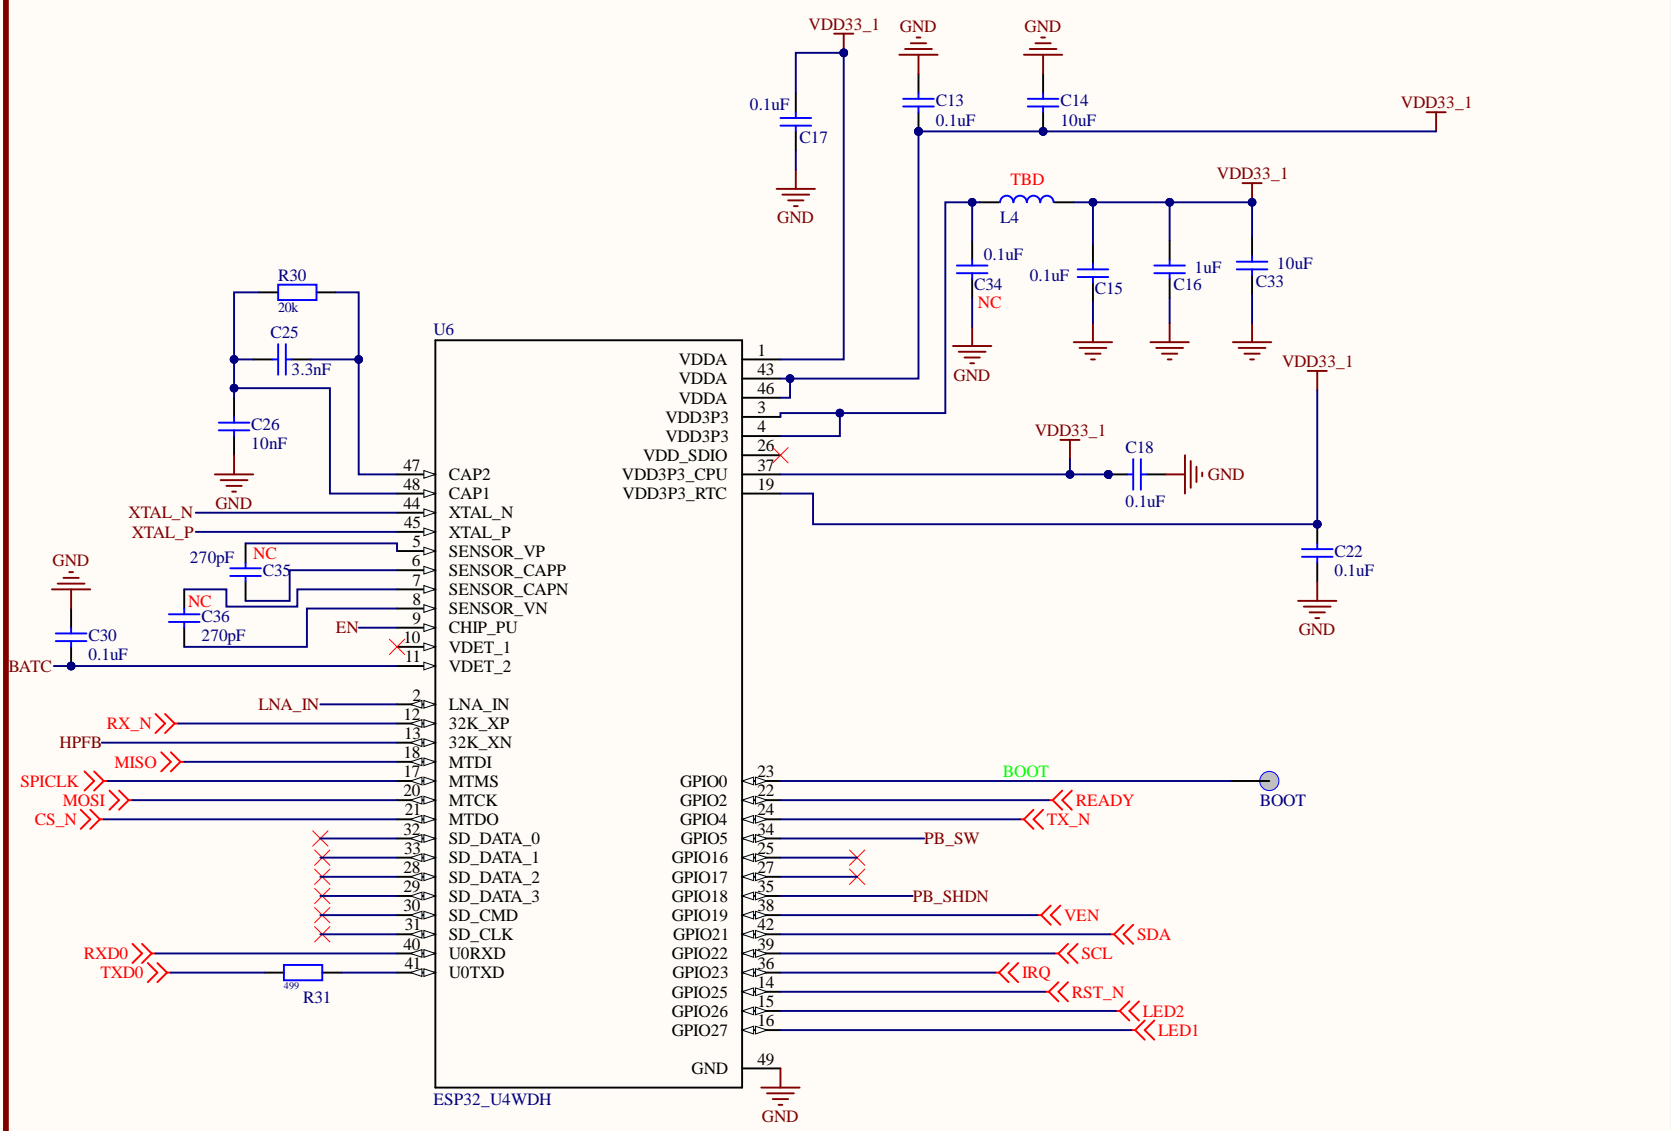 VDD33_1
GND
GND
0.1uF
C17
GND
C13
0.1uF
C14
10uF
VDD33_1
TBD
L4
VDD33_1
0.1uF
C34
NC
GND
0.1uF
C15
1uF
C16
10uF
C33
R30
20k
C25
3.3nF
C26
10nF
GND
VDD33_1
VDD33_1
C18
0.1uF
GND
C22
0.1uF
GND
U6
VDDA 1
VDDA 43
VDDA 46
VDD3P3 3
VDD3P3 4
VDD_SDIO 26
VDD3P3_CPU 37
VDD3P3_RTC 19
47 CAP2
48 CAP1
XTAL_N 44 XTAL_N
XTAL_P 45 XTAL_P
5 SENSOR_VP
6 SENSOR_CAPP
7 SENSOR_CAPN
8 SENSOR_VN
EN 9 CHIP_PU
10 VDET_1
BATC 11 VDET_2
270pF
NC
C35
NC
C36
270pF
GND
C30
0.1uF
LNA_IN 2 LNA_IN
RX_N 12 32K_XP
HPFB 13 32K_XN
MISO 18 MTDI
SPICLK 17 MTMS
MOSI 20 MTCK
CS_N 21 MTDO
32 SD_DATA_0
33 SD_DATA_1
28 SD_DATA_2
29 SD_DATA_3
30 SD_CMD
31 SD_CLK
RXD0 40 U0RXD
TXD0 41 U0TXD
499
R31
GPIO0 23 BOOT
BOOT
GPIO2 22 READY
GPIO4 24 TX_N
GPIO5 34 PB_SW
GPIO16 25
GPIO17 27
GPIO18 35 PB_SHDN
GPIO19 38 VEN
GPIO21 42 SDA
GPIO22 39 SCL
GPIO23 36 IRQ
GPIO25 14 RST_N
GPIO26 15 LED2
GPIO27 16 LED1
GND 49
GND
ESP32_U4WDH